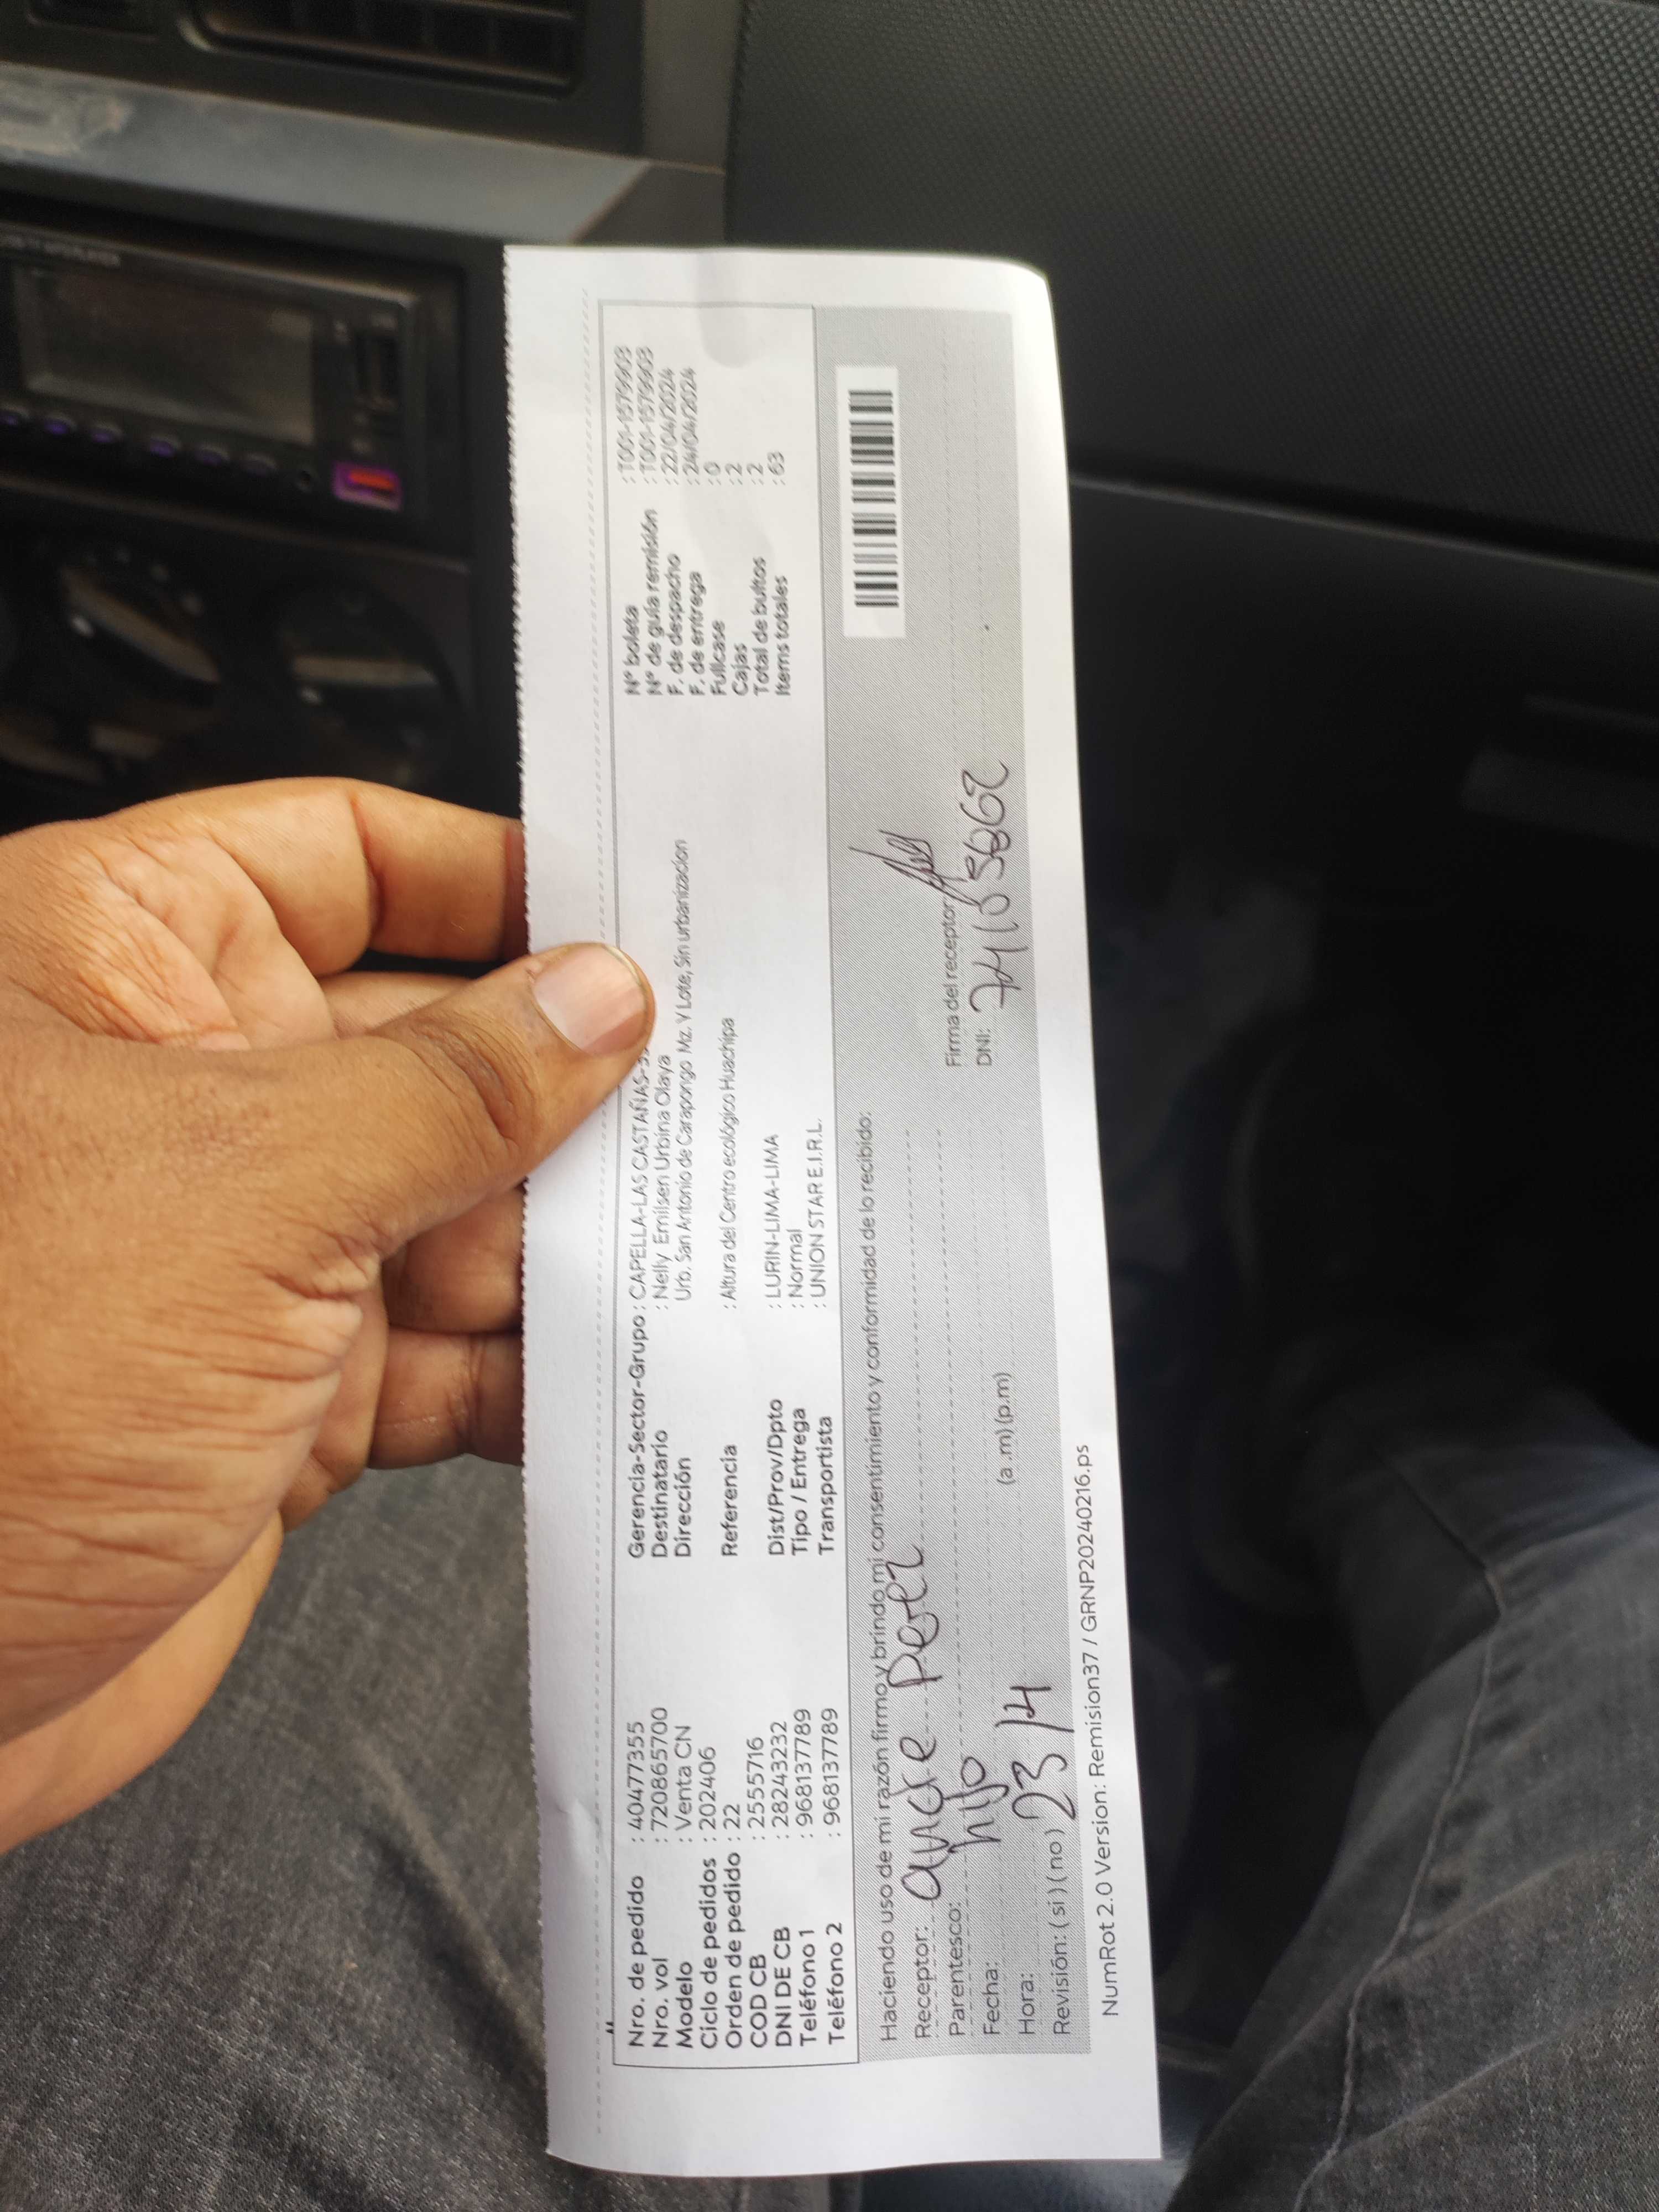 Nro. de pedido : 40477355
Nro. vol : 720865700
Modelo : Venta CN
Ciclo de pedidos : 202406
Orden de pedido : 22
COD CB : 2555716
DNI DE CB : 28243232
Teléfono 1 : 968137789
Teléfono 2 : 968137789
Gerencia-Sector-Grupo : CAPELLA-LAS CASTAÑAS-
Destinatario : Nelly Emilsen Urbina Olaya
Dirección Urb. San Antonio de Carapongo Mz. Y Lote, Sin urbanizacion
Referencia : Altura del Centro ecológico Huachipa
Dist/Prov/Dpto : LURIN-LIMA-LIMA
Tipo / Entrega : Normal
Transportista : UNION STAR E.I.R.L.
N° boleta : T001-1579903
N° de guía remisión : T001-1579903
F. de despacho : 22/04/2024
F. de entrega : 24/04/2024
Fullcase : 0
Cajas : 2
Total de bultos : 2
Items totales : 63
Haciendo uso de mi razón firmo y brindo mi consentimiento y conformidad de lo recibido:
Receptor: andre perez
Parentesco: hijo
Fecha: 23/4
Hora: (a.m) (p.m)
Revisión: ( si ) ( no )
Firma del receptor:
DNI:
NumRot 2.0 Version: Remision37 / GRNP20240216.ps